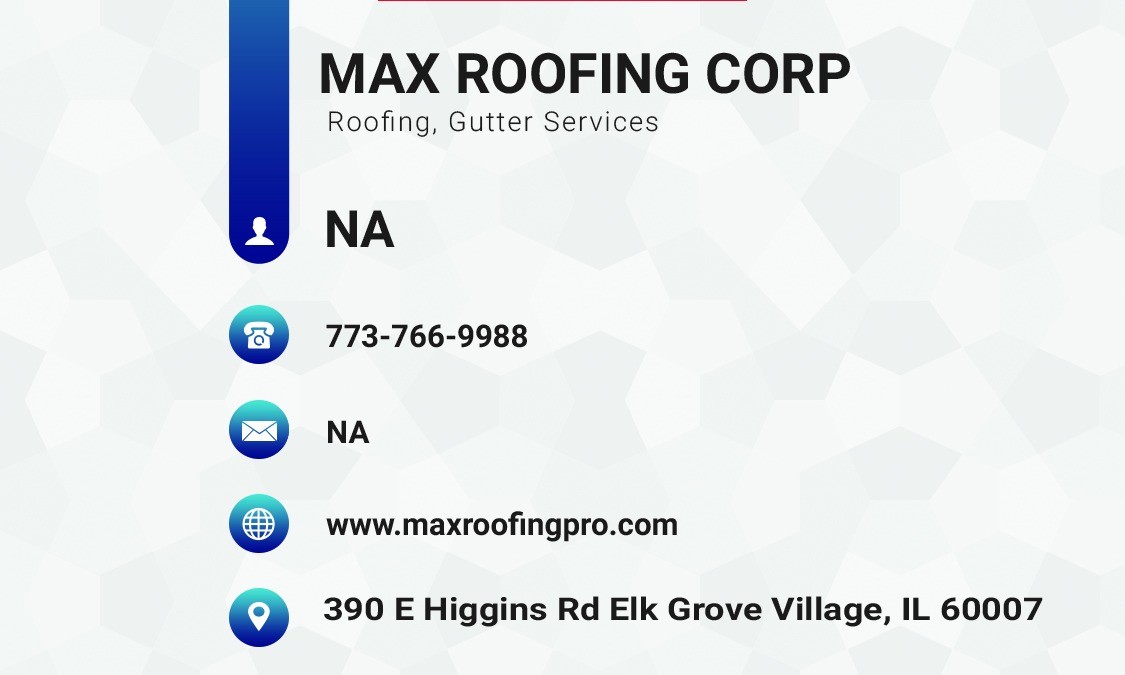 MAX ROOFING CORP
Roofing, Gutter Services
NA
773-766-9988
NA
www.maxroofingpro.com
390 E Higgins Rd Elk Grove Village, IL 60007